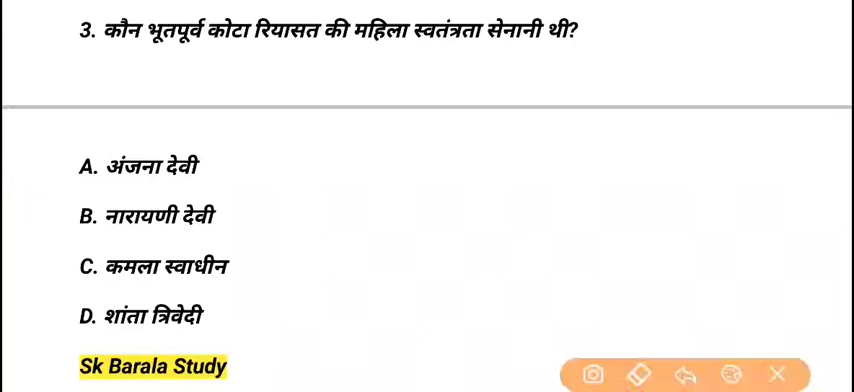 3. कौन भूतपूर्व कोटा रियासत की महिला स्वतंत्रता सेनानी थी?
A. अंजना देवी
B. नारायणी देवी
C. कमला स्वाधीन
D. शांता त्रिवेदी
Sk Barala Study